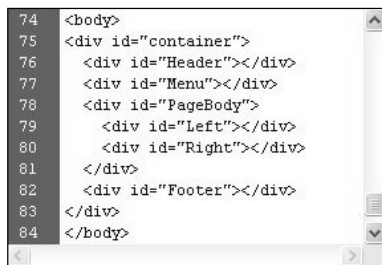 74 <body>
75 <div id="container">
76 <div id="Header"></div>
77 <div id="Menu"></div>
78 <div id="PageBody">
79 <div id="Left"></div>
80 <div id="Right"></div>
81 </div>
82 <div id="Footer"></div>
83 </div>
84 </body>